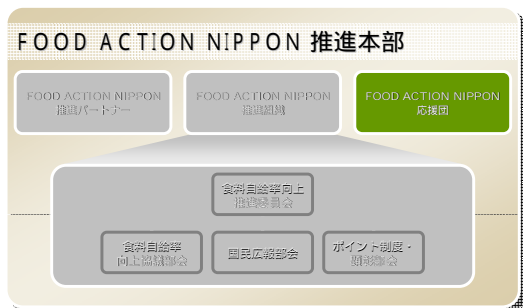 FOOD ACTION NIPPON 推進本部
FOOD ACTION NIPPON
推進パートナー
FOOD ACTION NIPPON
推進組織
FOOD ACTION NIPPON
応援団
食料自給率向上
推進委員会
食料自給率
向上協議部会
国民広報部会
ポイント制度・